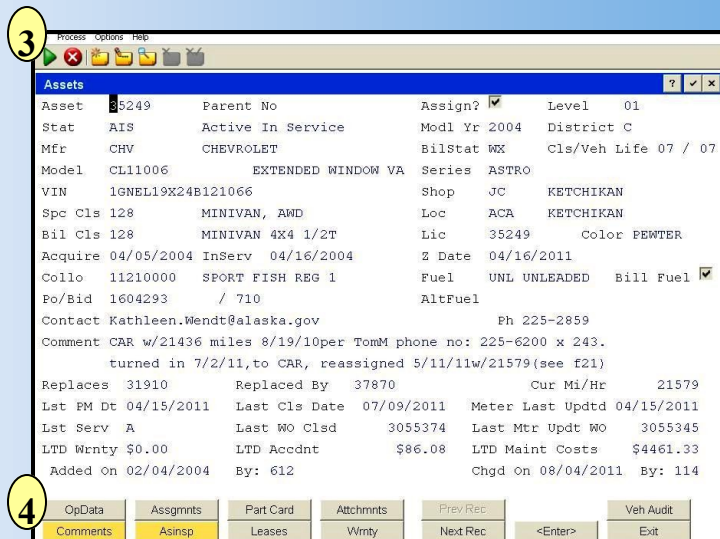 3
Process Options Help
Assets ?
Asset 35249 Parent No Assign? Level 01
Stat AIS Active In Service Modl Yr 2004 District C
Mfr CHV CHEVROLET BilStat WX Cls/Veh Life 07 / 07
Model CL11006 EXTENDED WINDOW VA Series ASTRO
VIN 1GNEL19X24B121066 Shop JC KETCHIKAN
Spc Cls 128 MINIVAN, AWD Loc ACA KETCHIKAN
Bil Cls 128 MINIVAN 4X4 1/2T Lic 35249 Color PEWTER
Acquire 04/05/2004 InServ 04/16/2004 Z Date 04/16/2011
Collo 11210000 SPORT FISH REG 1 Fuel UNL UNLEADED Bill Fuel
Po/Bid 1604293 / 710 AltFuel
Contact Kathleen.Wendt@alaska.gov Ph 225-2859
Comment CAR w/21436 miles 8/19/10per TomM phone no: 225-6200 x 243.
turned in 7/2/11,to CAR, reassigned 5/11/11w/21579(see f21)
Replaces 31910 Replaced By 37870 Cur Mi/Hr 21579
Lst PM Dt 04/15/2011 Last Cls Date 07/09/2011 Meter Last Updtd 04/15/2011
Lst Serv A Last WO Clsd 3055374 Last Mtr Updt WO 3055345
LTD Wrnty $0.00 LTD Accdnt $86.08 LTD Maint Costs $4461.33
Added On 02/04/2004 By: 612 Chgd On 08/04/2011 By: 114
4
OpData Assgmnts Part Card Attchmnts Prev Rec Veh Audit
Comments Asinsp Leases Wrnty Next Rec <Enter> Exit